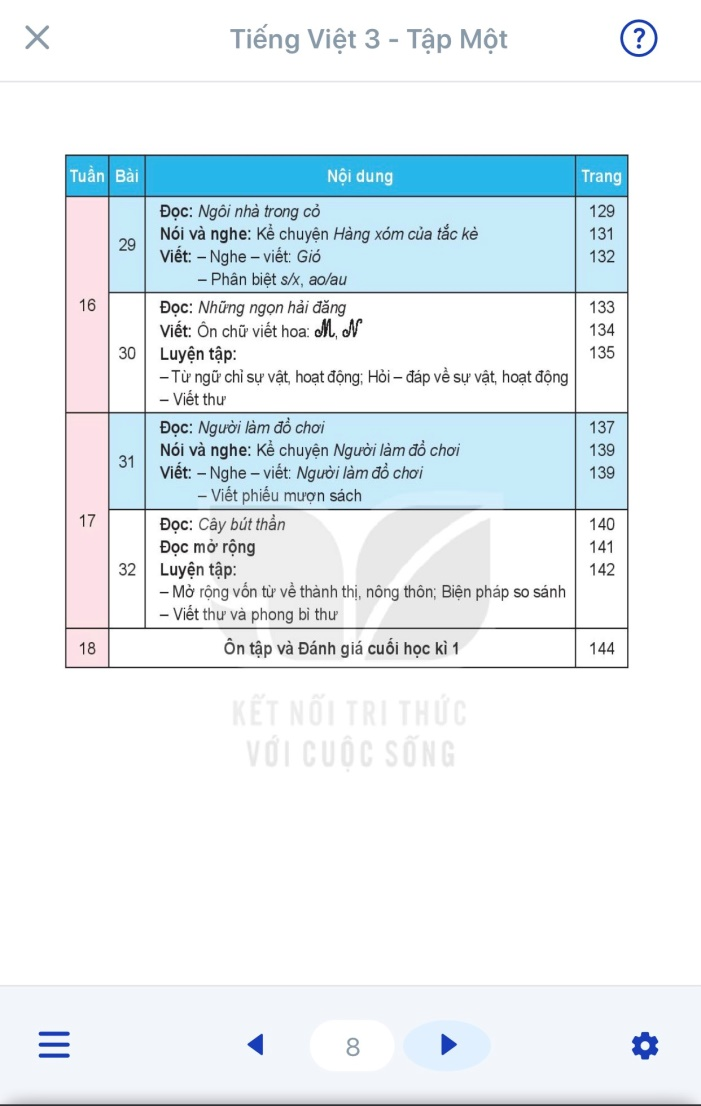 Tiếng Việt 3 - Tập Một
?
Tuần Bài Nội dung Trang
16
29
Đọc: Ngôi nhà trong cỏ 129
Nói và nghe: Kể chuyện Hàng xóm của tắc kè 131
Viết: – Nghe – viết: Gió 132
– Phân biệt s/x, ao/au
30
Đọc: Những ngọn hải đăng 133
Viết: Ôn chữ viết hoa: M, N 134
Luyện tập: 135
– Từ ngữ chỉ sự vật, hoạt động; Hỏi – đáp về sự vật, hoạt động
– Viết thư
17
31
Đọc: Người làm đồ chơi 137
Nói và nghe: Kể chuyện Người làm đồ chơi 139
Viết: – Nghe – viết: Người làm đồ chơi 139
– Viết phiếu mượn sách
32
Đọc: Cây bút thần 140
Đọc mở rộng 141
Luyện tập: 142
– Mở rộng vốn từ về thành thị, nông thôn; Biện pháp so sánh
– Viết thư và phong bì thư
18 Ôn tập và Đánh giá cuối học kì 1 144
KẾT NỐI TRI THỨC
VỚI CUỘC SỐNG
8